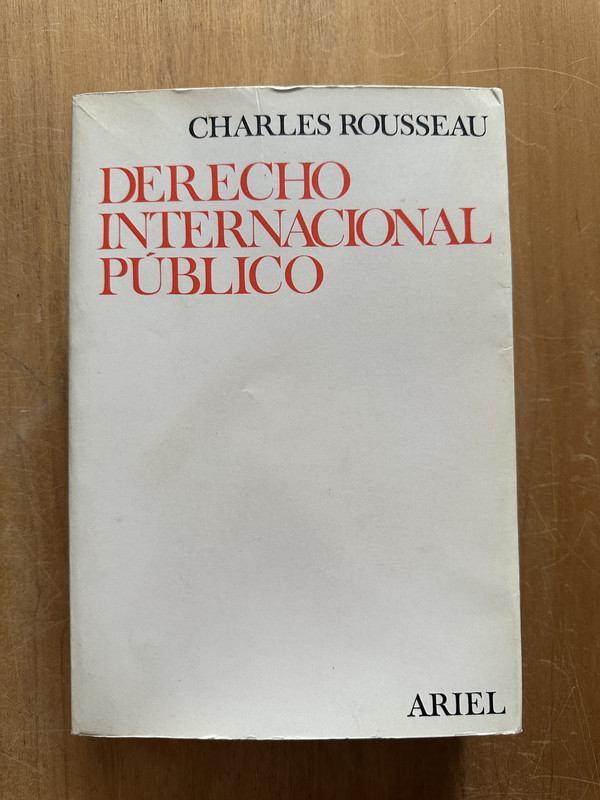 CHARLES ROUSSEAU
DERECHO
INTERNACIONAL
PÚBLICO
ARIEL